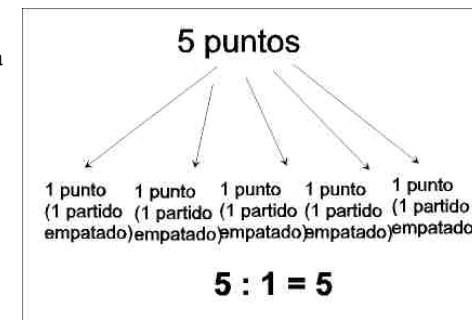 5 puntos
1 punto 1 punto 1 punto 1 punto 1 punto
(1 partido (1 partido (1 partido (1 partido (1 partido
empatado) empatado) empatado) empatado) empatado
5 : 1 = 5